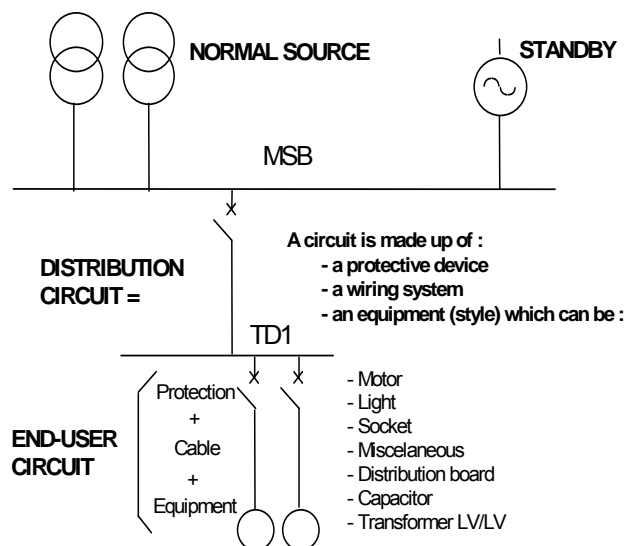 NORMAL SOURCE
STANDBY
MSB
A circuit is made up of :
- a protective device
- a wiring system
- an equipment (style) which can be :
DISTRIBUTION
CIRCUIT =
TD1
END-USER
CIRCUIT
Protection
+
Cable
+
Equipment
- Motor
- Light
- Socket
- Miscelaneous
- Distribution board
- Capacitor
- Transformer LV/LV